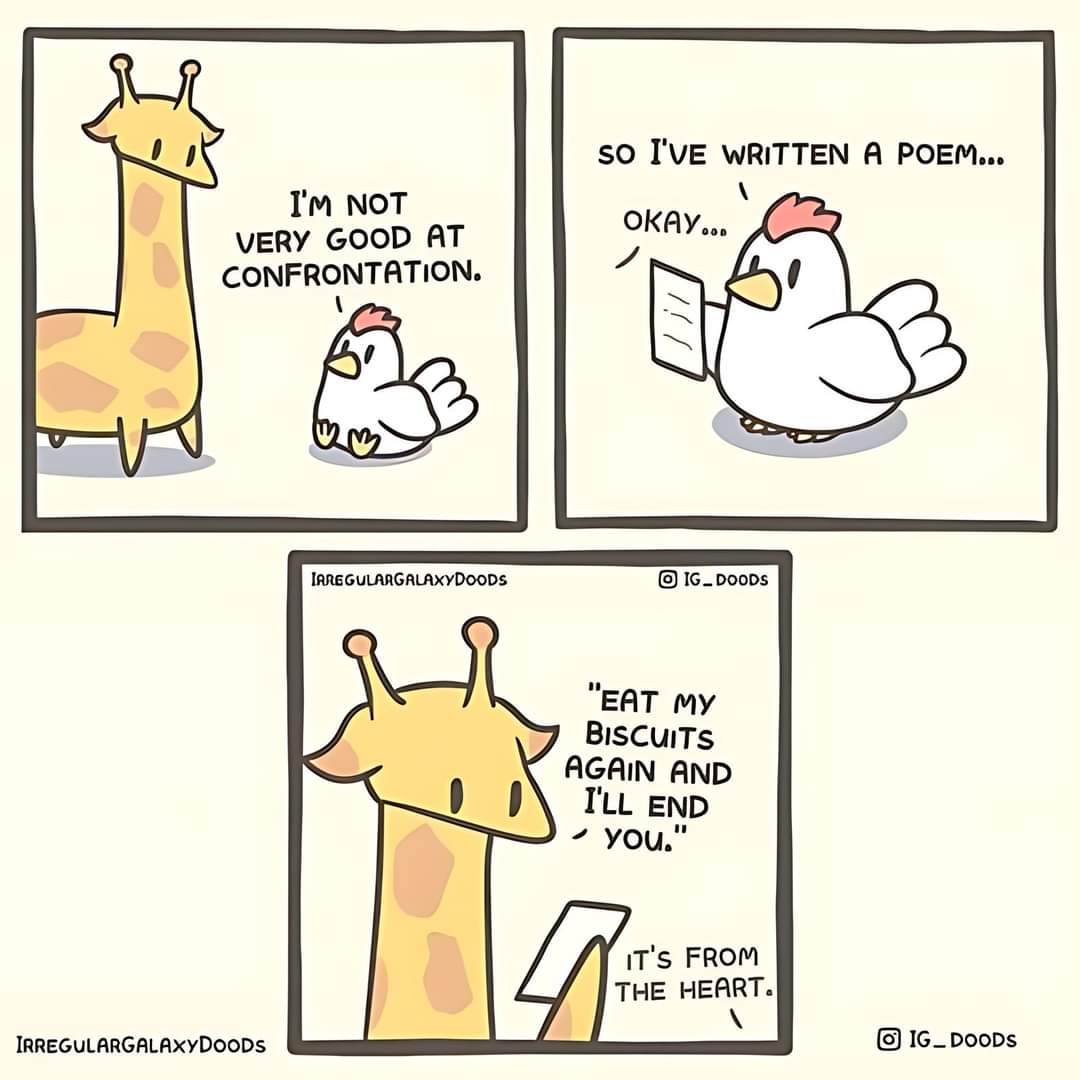 I'M NOT
VERY GOOD AT
CONFRONTATION.
SO I'VE WRITTEN A POEM...
OKAY...
IRREGULARGALAXYDOODS
IG_DOODS
"EAT MY
BISCUITS
AGAIN AND
I'LL END
YOU."
IT'S FROM
THE HEART.
IRREGULARGALAXYDOODS
IG_DOODS